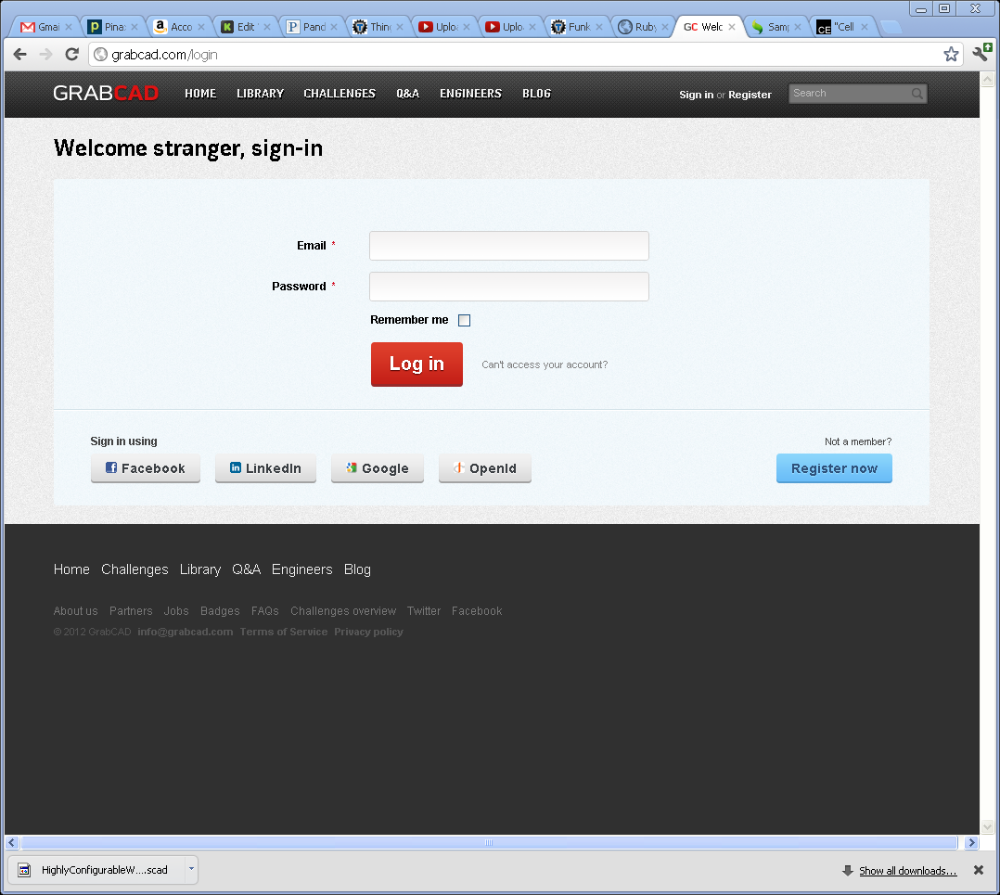 Gmai Pina: Acco Edit Pand Thin Uplo Uplo Funk Ruby GC Welc Samp CE "Cell
grabcad.com/login
GRABCAD HOME LIBRARY CHALLENGES Q&A ENGINEERS BLOG Sign in or Register Search
Welcome stranger, sign-in
Email *
Password *
Remember me
Log in Can't access your account?
Sign in using Not a member?
Facebook LinkedIn Google OpenId Register now
Home Challenges Library Q&A Engineers Blog
About us Partners Jobs Badges FAQs Challenges overview Twitter Facebook
© 2012 GrabCAD info@grabcad.com Terms of Service Privacy policy
HighlyConfigurableW....scad Show all downloads...